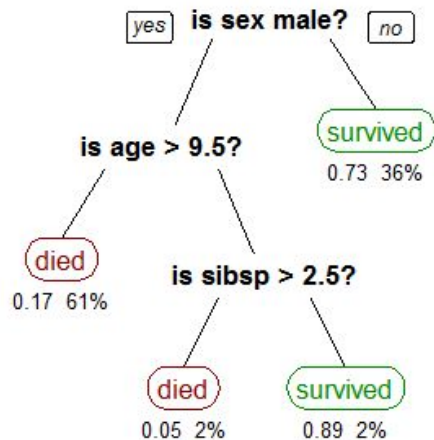 yes is sex male? no
survived
0.73 36%
is age > 9.5?
died
0.17 61%
is sibsp > 2.5?
died survived
0.05 2% 0.89 2%